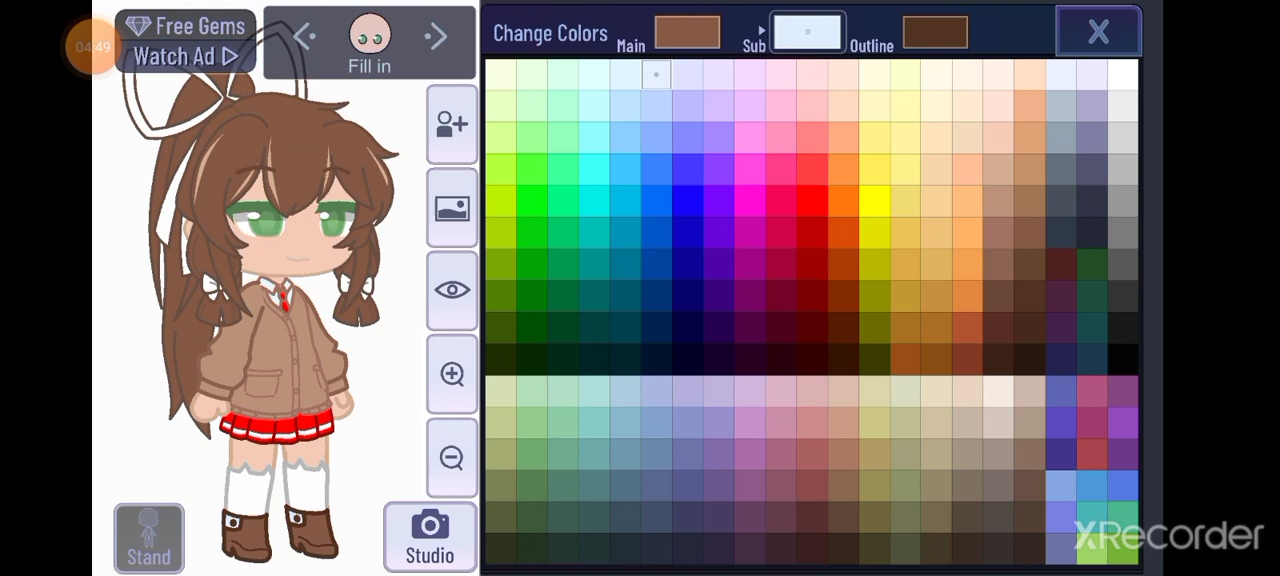 04:49
Free Gems
Watch Ad
Fill in
Change Colors
Main
Sub
Outline
X
Stand
Studio
XRecorder